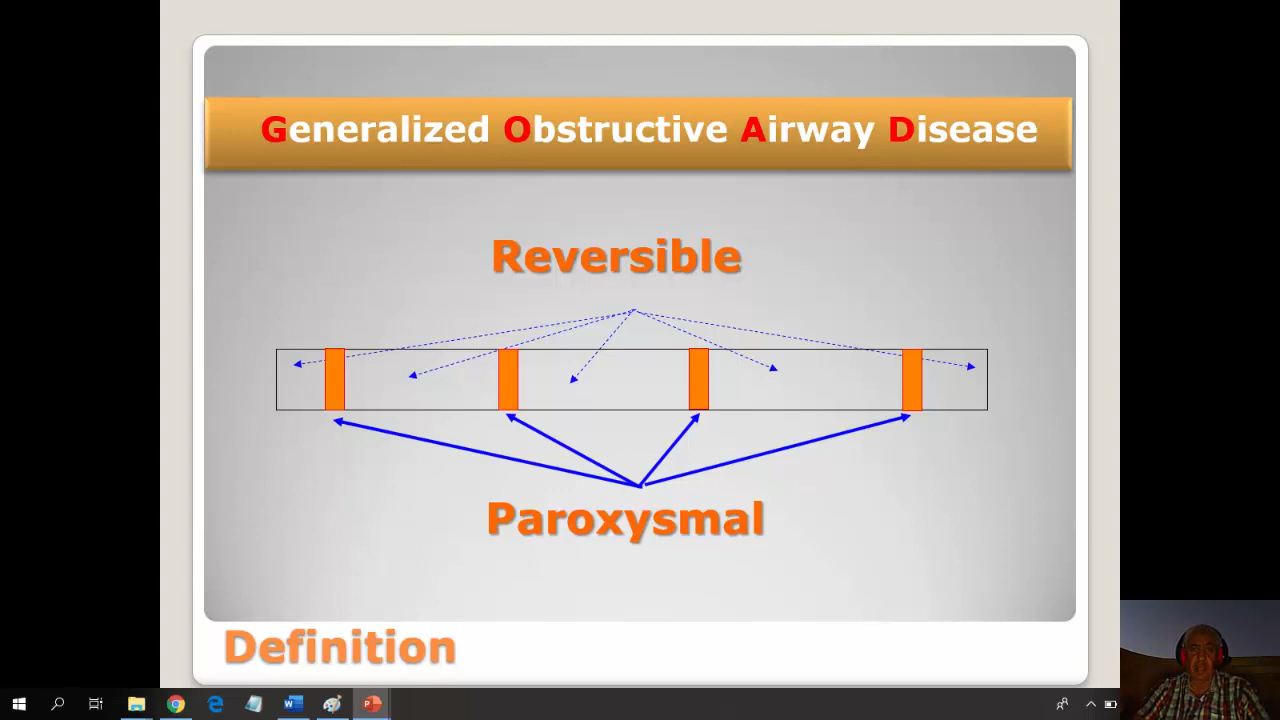 Generalized Obstructive Airway Disease
Reversible
Paroxysmal
Definition